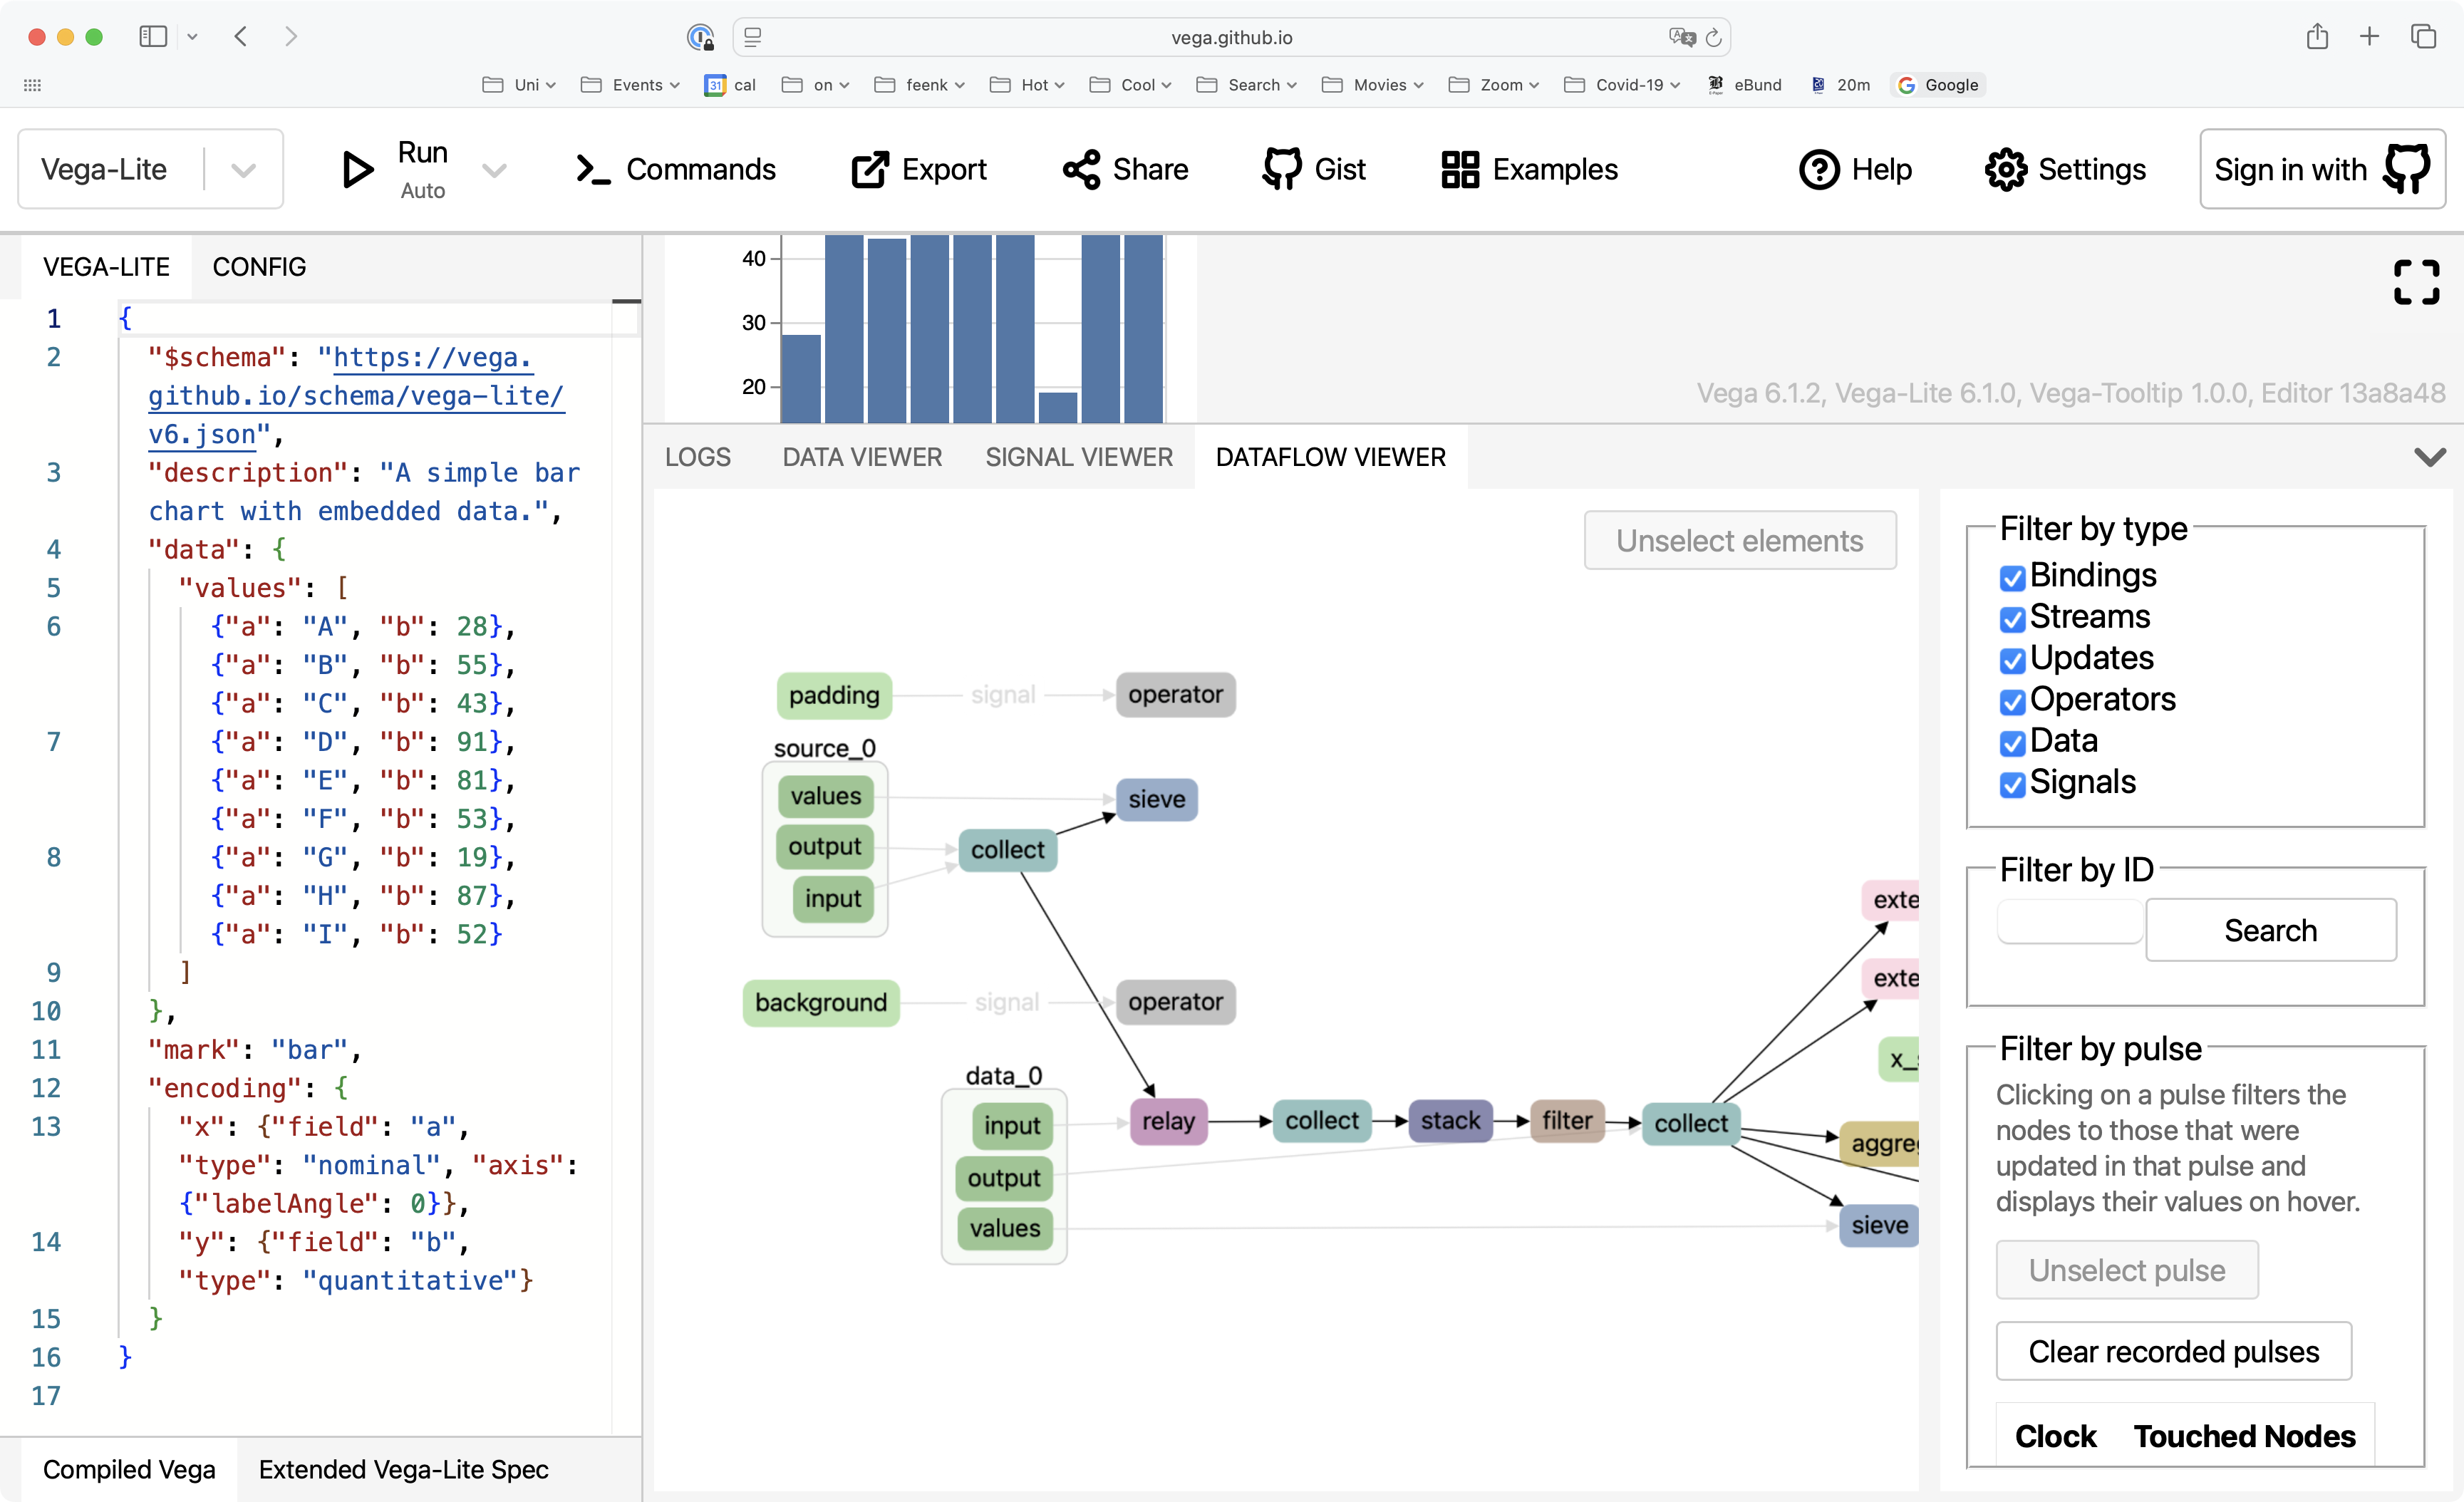 vega.github.io
Uni Events cal on feenk Hot Cool Search Movies Zoom Covid-19 eBund 20m Google
Vega-Lite
Run
Auto
Commands Export Share Gist Examples Help Settings Sign in with
VEGA-LITE CONFIG
1 {
2 "$schema": "https://vega.
github.io/schema/vega-lite/
v6.json",
3 "description": "A simple bar
chart with embedded data.",
4 "data": {
5 "values": [
6 {"a": "A", "b": 28},
{"a": "B", "b": 55},
{"a": "C", "b": 43},
7 {"a": "D", "b": 91},
{"a": "E", "b": 81},
{"a": "F", "b": 53},
8 {"a": "G", "b": 19},
{"a": "H", "b": 87},
{"a": "I", "b": 52}
9 ]
10 },
11 "mark": "bar",
12 "encoding": {
13 "x": {"field": "a",
"type": "nominal", "axis":
{"labelAngle": 0}},
14 "y": {"field": "b",
"type": "quantitative"}
15 }
16 }
17
Compiled Vega Extended Vega-Lite Spec
40
30
20
Vega 6.1.2, Vega-Lite 6.1.0, Vega-Tooltip 1.0.0, Editor 13a8a48
LOGS DATA VIEWER SIGNAL VIEWER DATAFLOW VIEWER
Unselect elements
padding signal operator
source_0
values sieve
output collect
input
exte
exte
background signal operator
x_s
data_0
input relay collect stack filter collect
aggreg
output
values sieve
Filter by type
Bindings
Streams
Updates
Operators
Data
Signals
Filter by ID
Search
Filter by pulse
Clicking on a pulse filters the
nodes to those that were
updated in that pulse and
displays their values on hover.
Unselect pulse
Clear recorded pulses
Clock Touched Nodes